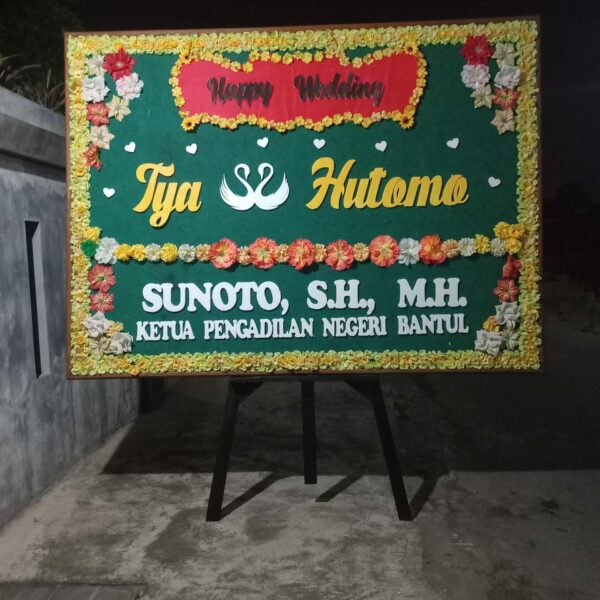 Happy Wedding
Tya Hutomo
SUNOTO, S.H., M.H.
KETUA PENGADILAN NEGERI BANTUL